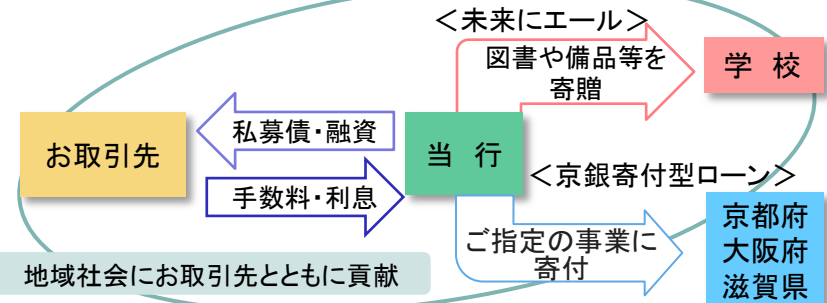 ＜未来にエール＞
図書や備品等を
寄贈
学 校
お取引先
私募債・融資
手数料・利息
当 行
＜京銀寄付型ローン＞
ご指定の事業に
寄付
京都府
大阪府
滋賀県
地域社会にお取引先とともに貢献